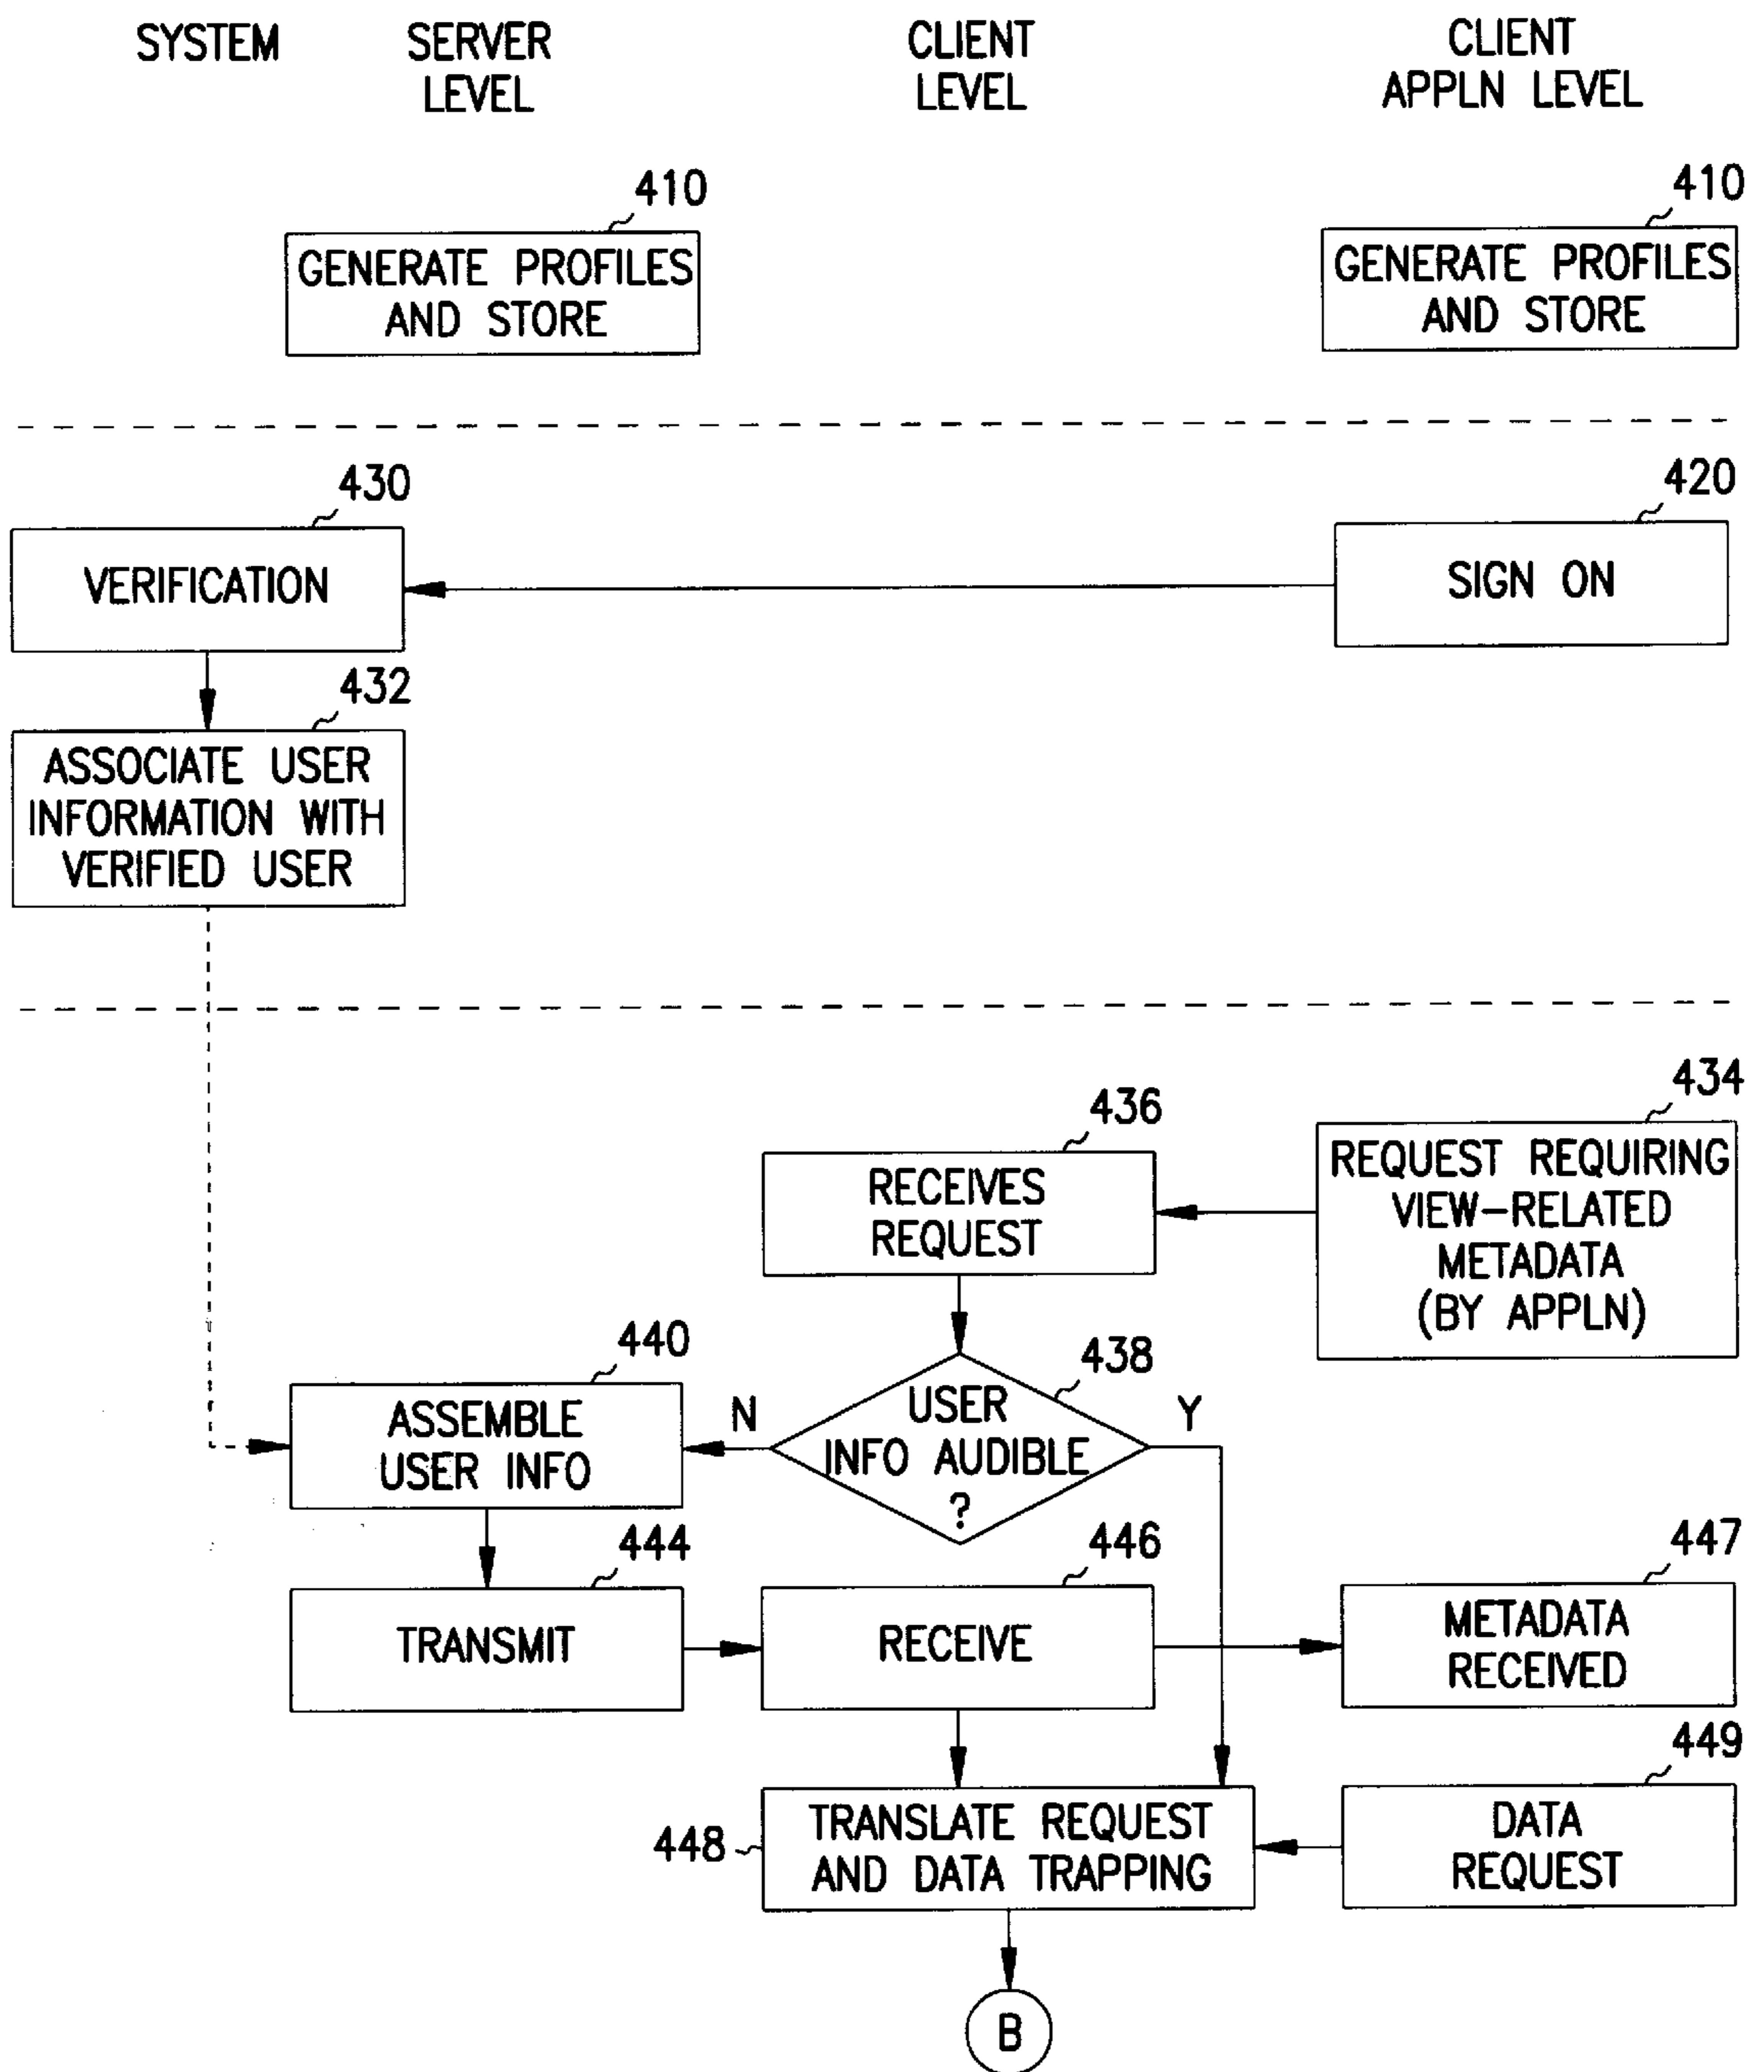 SYSTEM
SERVER
LEVEL
CLIENT
LEVEL
CLIENT
APPLN LEVEL
410
GENERATE PROFILES
AND STORE
410
GENERATE PROFILES
AND STORE
430
VERIFICATION
420
SIGN ON
432
ASSOCIATE USER
INFORMATION WITH
VERIFIED USER
434
REQUEST REQUIRING
VIEW-RELATED
METADATA
(BY APPLN)
436
RECEIVES
REQUEST
438
USER
INFO AUDIBLE
?
N
Y
440
ASSEMBLE
USER INFO
444
TRANSMIT
446
RECEIVE
447
METADATA
RECEIVED
448
TRANSLATE REQUEST
AND DATA TRAPPING
449
DATA
REQUEST
B